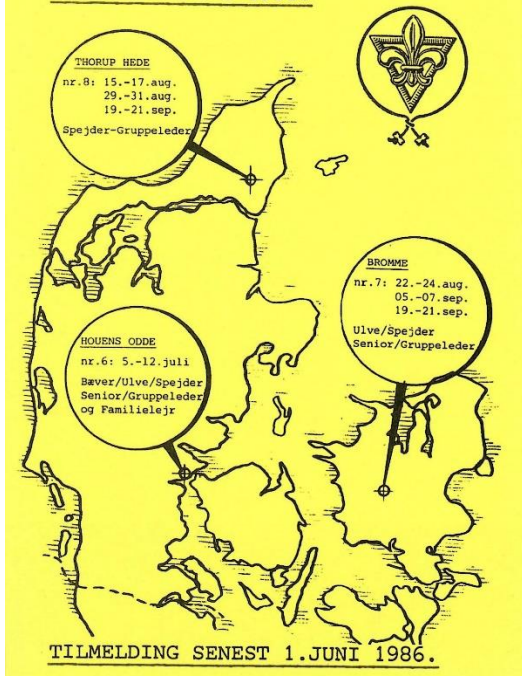 THORUP HEDE
nr.8: 15.-17.aug.
29.-31.aug.
19.-21.sep.
Spejder-Gruppeleder
BROMME
nr.7: 22.-24.aug.
05.-07.sep.
19.-21.sep.
Ulve/Spejder
Senior/Gruppeleder
HOUENS ODDE
nr.6: 5.-12.juli
Bæver/Ulve/Spejder
Senior/Gruppeleder
og Familielejr
TILMELDING SENEST 1.JUNI 1986.